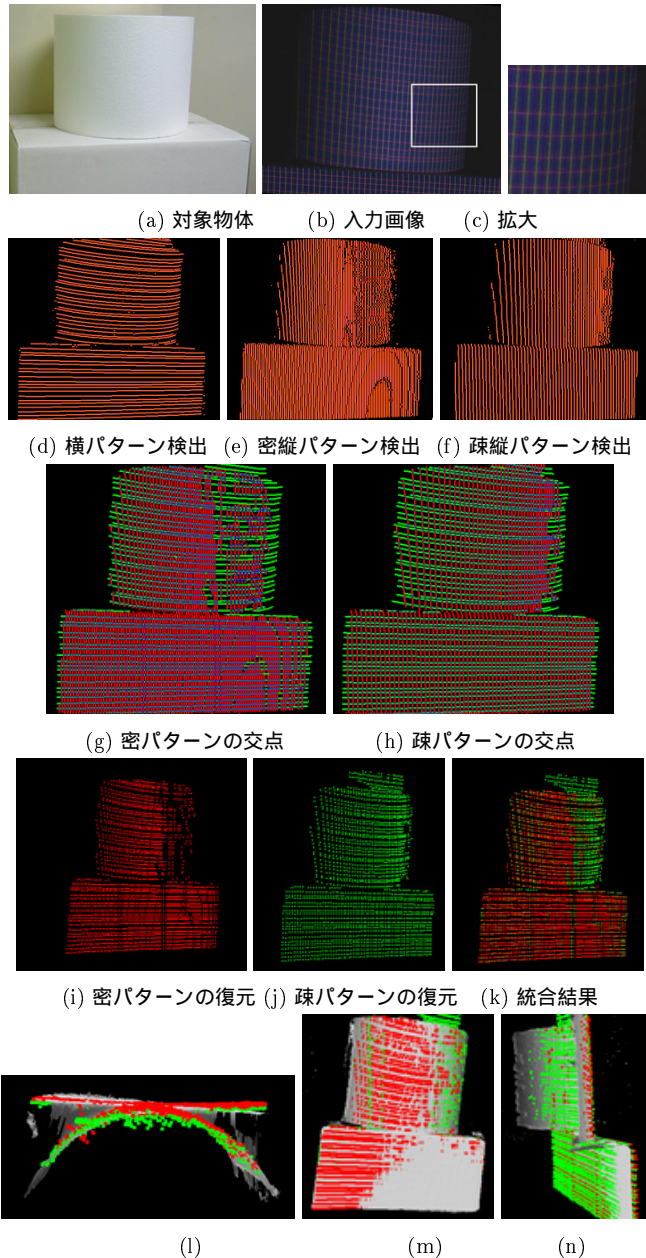 (a) 対象物体 (b) 入力画像 (c) 拡大
(d) 横パターン検出 (e) 密縦パターン検出 (f) 疎縦パターン検出
(g) 密パターンの交点 (h) 疎パターンの交点
(i) 密パターンの復元 (j) 疎パターンの復元 (k) 統合結果
(l) (m) (n)